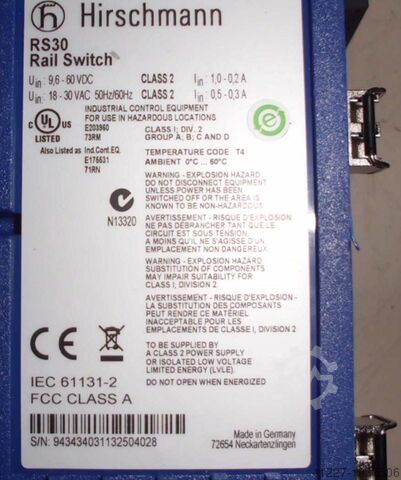 Hirschmann
RS30
Rail Switch
Uin: 9,6 - 60 VDC CLASS 2 I: 1,0 - 0,2 A
Uin: 18 - 30 VAC 50Hz/60Hz CLASS 2 I: 0,5 - 0,3 A
INDUSTRIAL CONTROL EQUIPMENT
FOR USE IN HAZARDOUS LOCATIONS
c UL US
LISTED
E203960
73RM
CLASS I; DIV. 2
GROUP A; B; C AND D
Also Listed as Ind.Cont.EQ.
E175531
71RN
TEMPERATURE CODE T4
AMBIENT 0°C ... 60°C
N13320
WARNING - EXPLOSION HAZARD
DO NOT DISCONNECT EQUIPMENT
UNLESS POWER HAS BEEN
SWITCHED OFF OR THE AREA IS
KNOWN TO BE NON-HAZARDOUS
AVERTISSEMENT - RISQUE D'EXPLOSION
NE PAS DÉBRANCHER TANT QUE
LE CIRCUIT EST SOUS TENSION,
A MOINS QU'IL NE S'AGISSE D'UN
EMPLACEMENT NON DANGEREUX
WARNING - EXPLOSION HAZARD
SUBSTITUTION OF COMPONENTS
MAY IMPAIR SUITABILITY FOR
CLASS I, DIVISION 2
AVERTISSEMENT - RISQUE D'EXPLOSION -
LA SUBSTITUTION DES COMPOSANTS
PEUT RENDRE CE MATÉRIEL
INACCEPTABLE POUR LES
EMPLACEMENTS DE CLASSE I, DIVISION 2
CE
TO BE SUPPLIED BY
A CLASS 2 POWER SUPPLY
OR ISOLATED LOW VOLTAGE
LIMITED ENERGY (LVLE).
IEC 61131-2
FCC CLASS A
DO NOT OPEN WHEN ENERGIZED
S/N: 943434031132504028
Made in Germany
72654 Neckartenzlingen